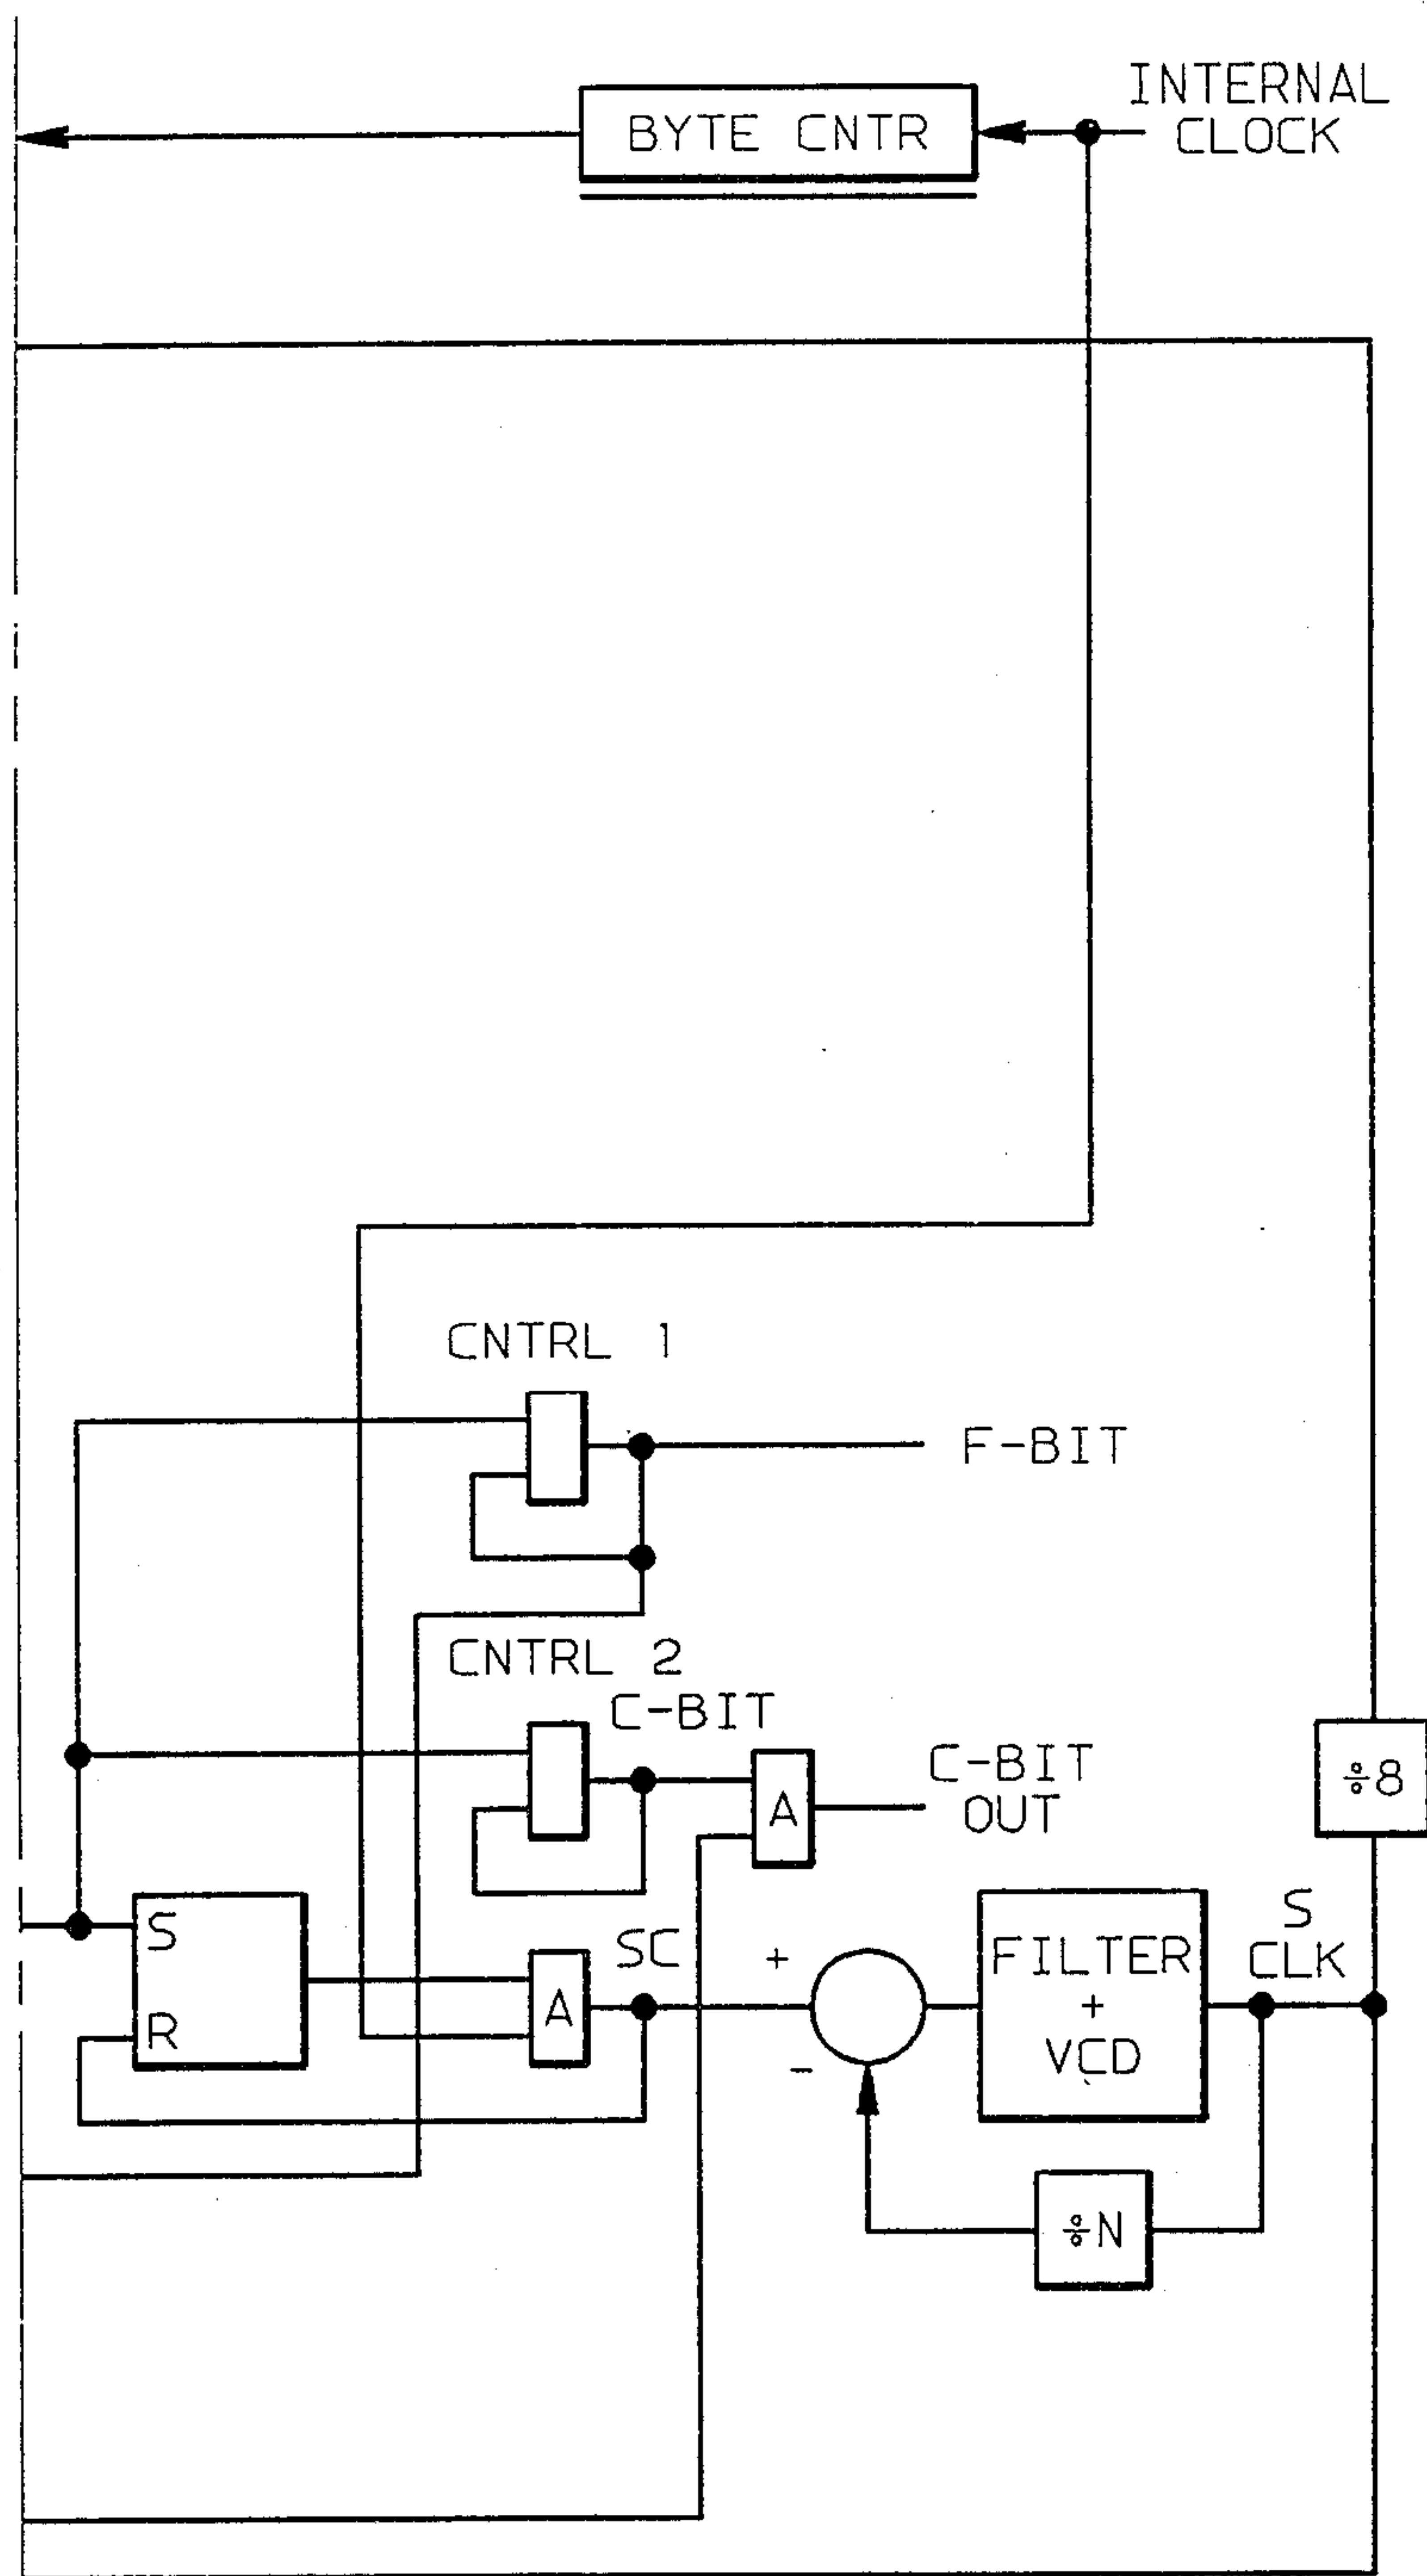 INTERNAL
CLOCK
BYTE CNTR
CNTRL 1
F-BIT
CNTRL 2
C-BIT
A
C-BIT
OUT
÷8
S
R
A
SC
+
-
FILTER
+
VCD
S
CLK
÷N